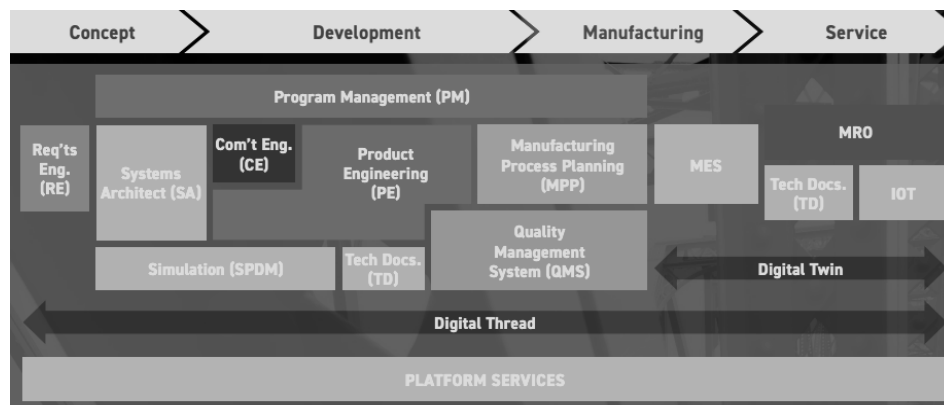 Concept
Development
Manufacturing
Service
Program Management (PM)
Req'ts
Eng.
(RE)
Systems
Architect (SA)
Com't Eng.
(CE)
Product
Engineering
(PE)
Manufacturing
Process Planning
(MPP)
MES
MRO
Tech Docs.
(TD)
IOT
Simulation (SPDM)
Tech Docs.
(TD)
Quality
Management
System (QMS)
Digital Twin
Digital Thread
PLATFORM SERVICES